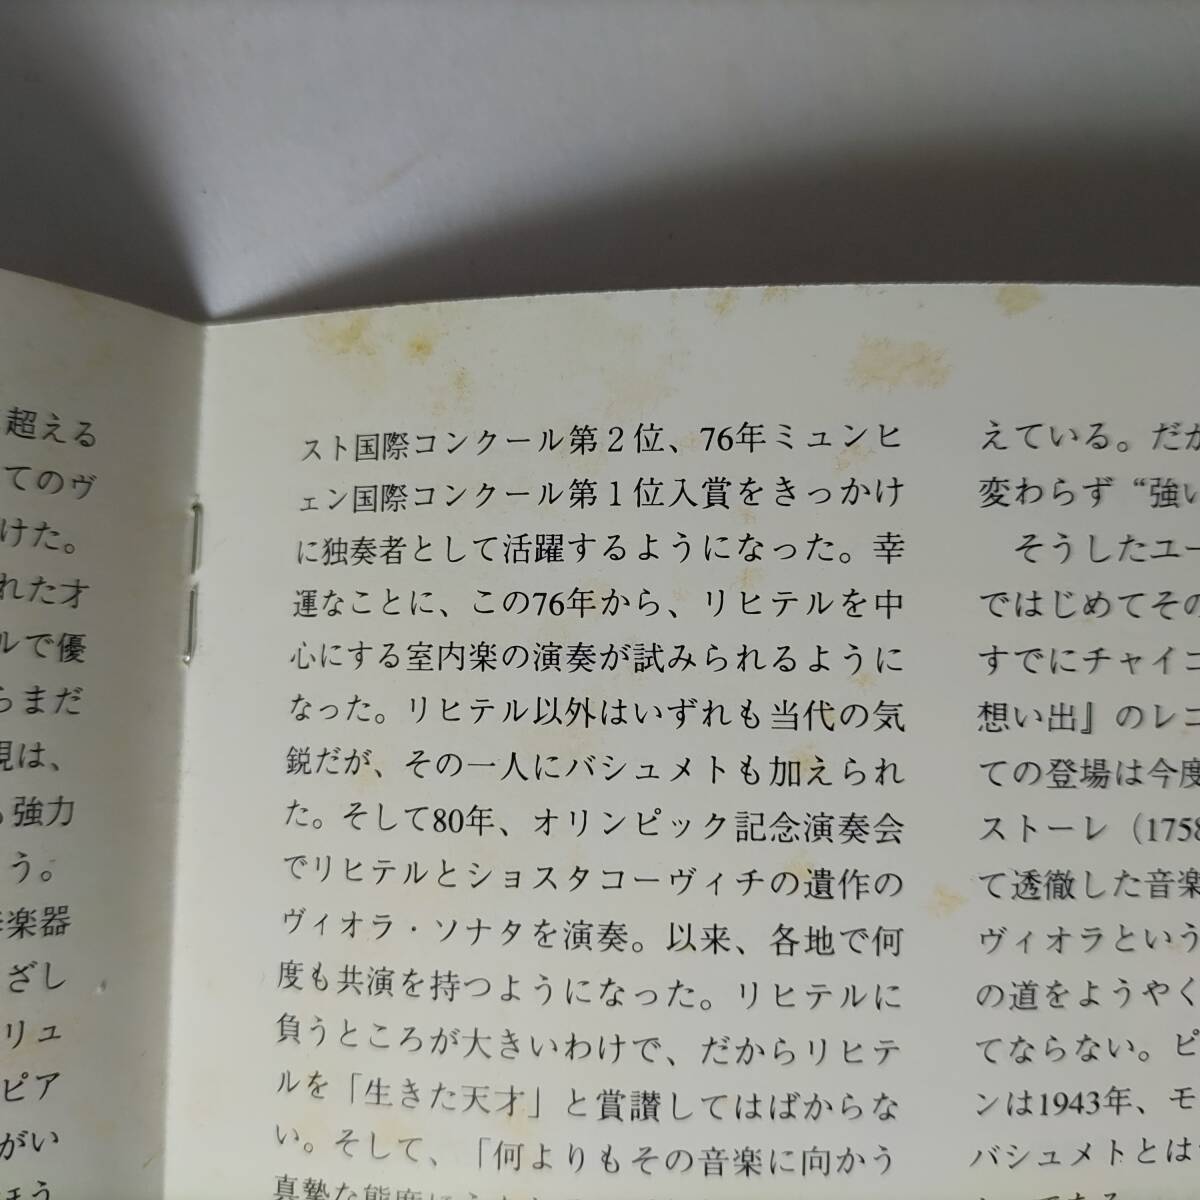 超える
てのヴ
けた。
れたオ
ルで優
らまだ
現は、
強力
う。
楽器
ざし
リュ
ピア
がい
ほう
スト国際コンクール第２位、76年ミュンヒ
ェン国際コンクール第１位入賞をきっかけ
に独奏者として活躍するようになった。幸
運なことに、この76年から、リヒテルを中
心にする室内楽の演奏が試みられるように
なった。リヒテル以外はいずれも当代の気
鋭だが、その一人にバシュメトも加えられ
た。そして80年、オリンピック記念演奏会
でリヒテルとショスタコーヴィチの遺作の
ヴィオラ・ソナタを演奏。以来、各地で何
度も共演を持つようになった。リヒテルに
負うところが大きいわけで、だからリヒテ
ルを「生きた天才」と賞讃してはばからな
い。そして、「何よりもその音楽に向かう
真摯な態度に
えている。だか
変わらず“強い
そうしたユー
ではじめてその
すでにチャイコ
想い出』のレコ
ての登場は今度
ストーレ（1758
て透徹した音楽
ヴィオラという
の道をようやく
てならない。ピ
ンは1943年、モ
バシュメトとは